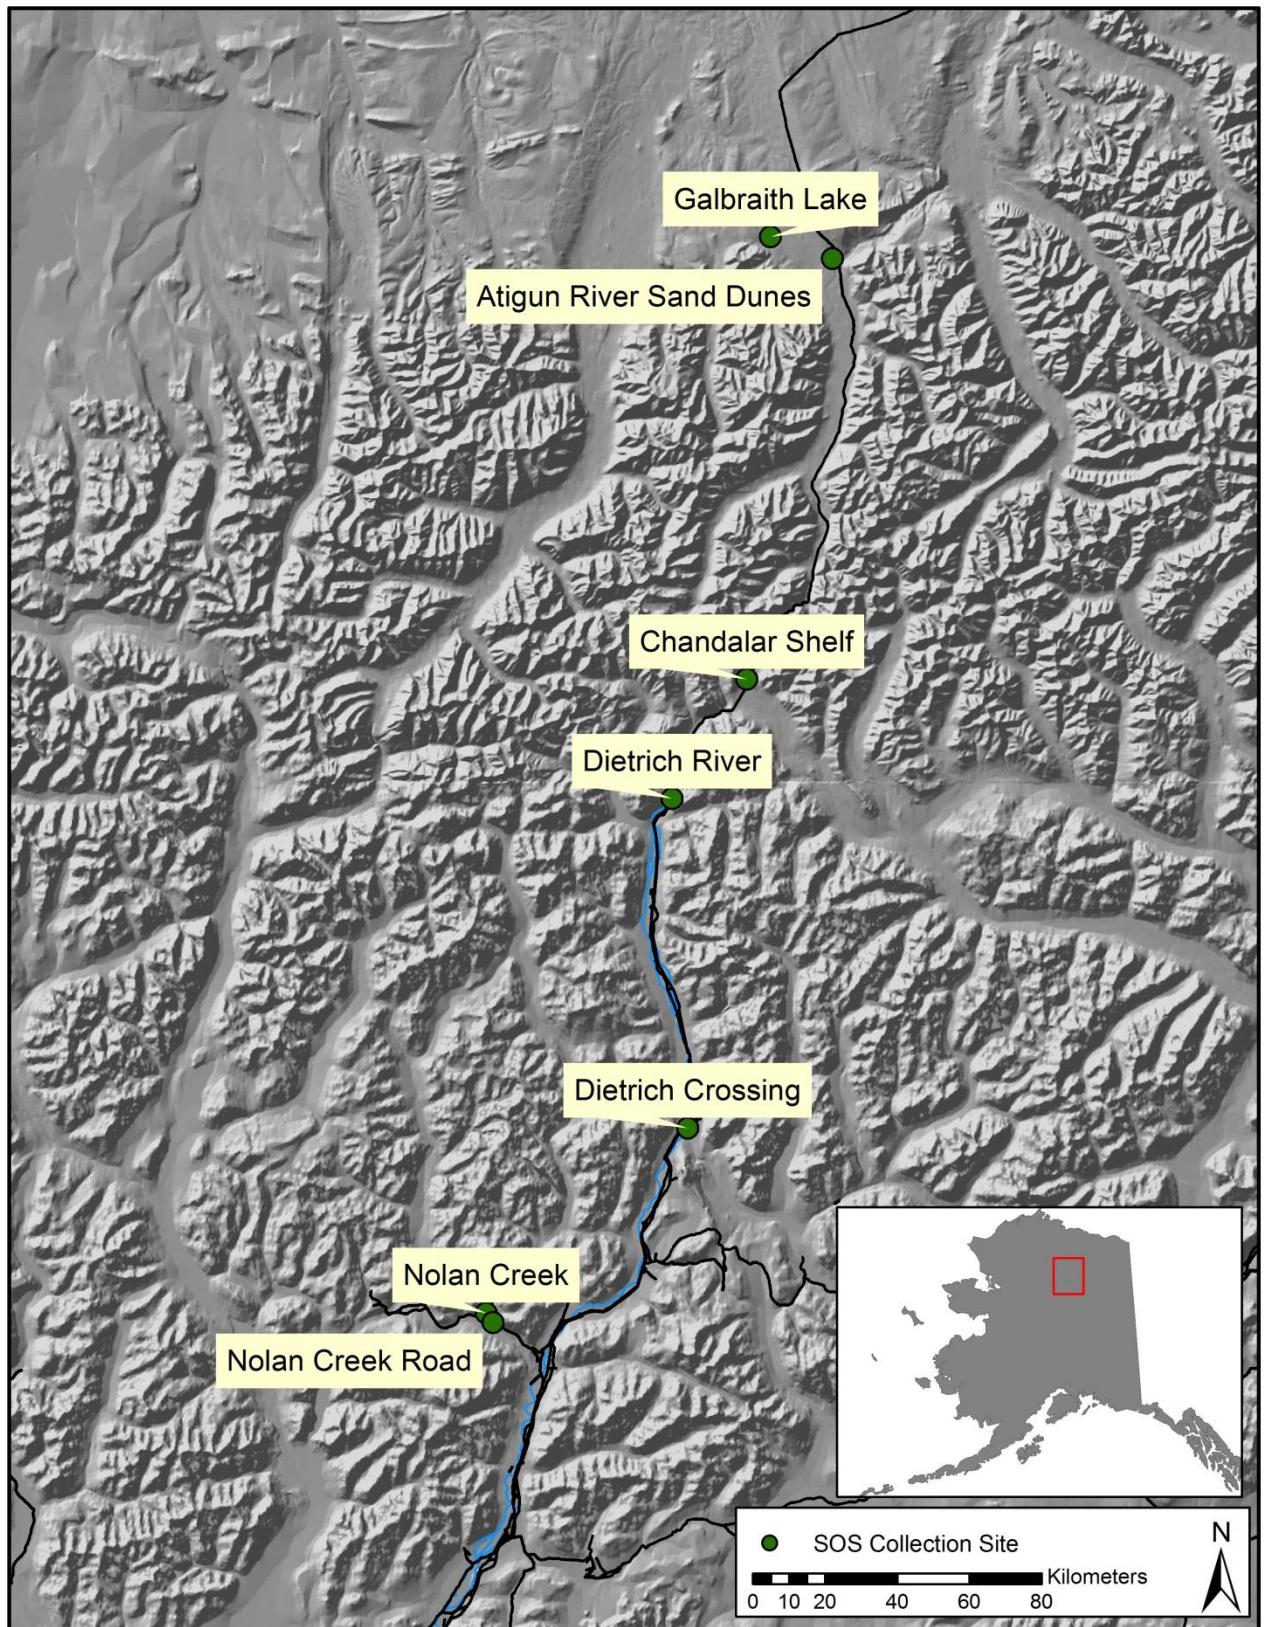 Galbraith Lake
Atigun River Sand Dunes
Chandalar Shelf
Dietrich River
Dietrich Crossing
Nolan Creek
Nolan Creek Road
SOS Collection Site
N
Kilometers
0 10 20 40 60 80